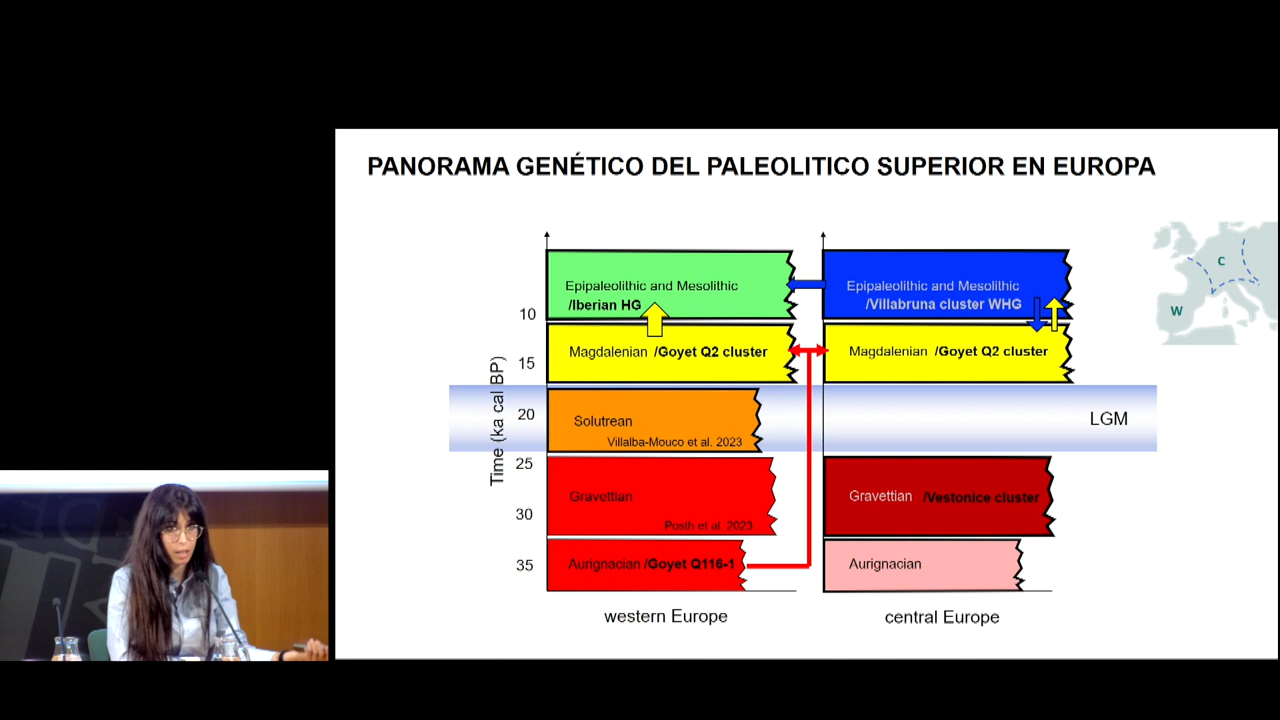 PANORAMA GENÉTICO DEL PALEOLITICO SUPERIOR EN EUROPA
Time (ka cal BP)
10
15
20
25
30
35
Epipaleolithic and Mesolithic
/Iberian HG
Magdalenian /Goyet Q2 cluster
Solutrean
Villalba-Mouco et al. 2023
Gravettian
Posth et al. 2023
Aurignacian /Goyet Q116-1
western Europe
Epipaleolithic and Mesolithic
/Villabruna cluster WHG
Magdalenian /Goyet Q2 cluster
LGM
Gravettian /Vestonice cluster
Aurignacian
central Europe
C
W